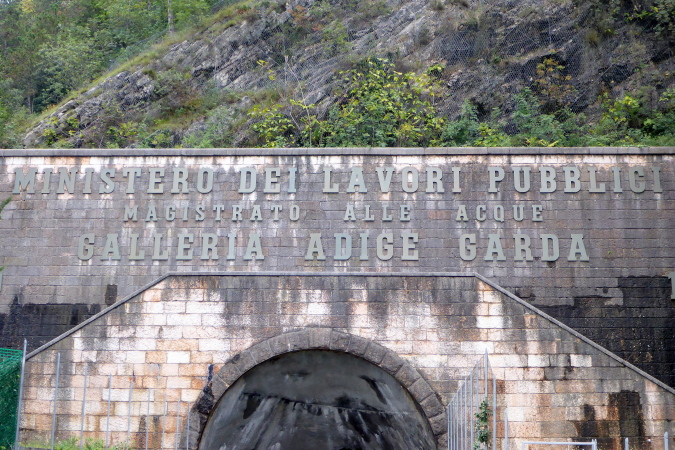 MINISTERO DEI LAVORI PUBBLICI
MAGISTRATO ALLE ACQUE
GALLERIA ADIGE GARDA